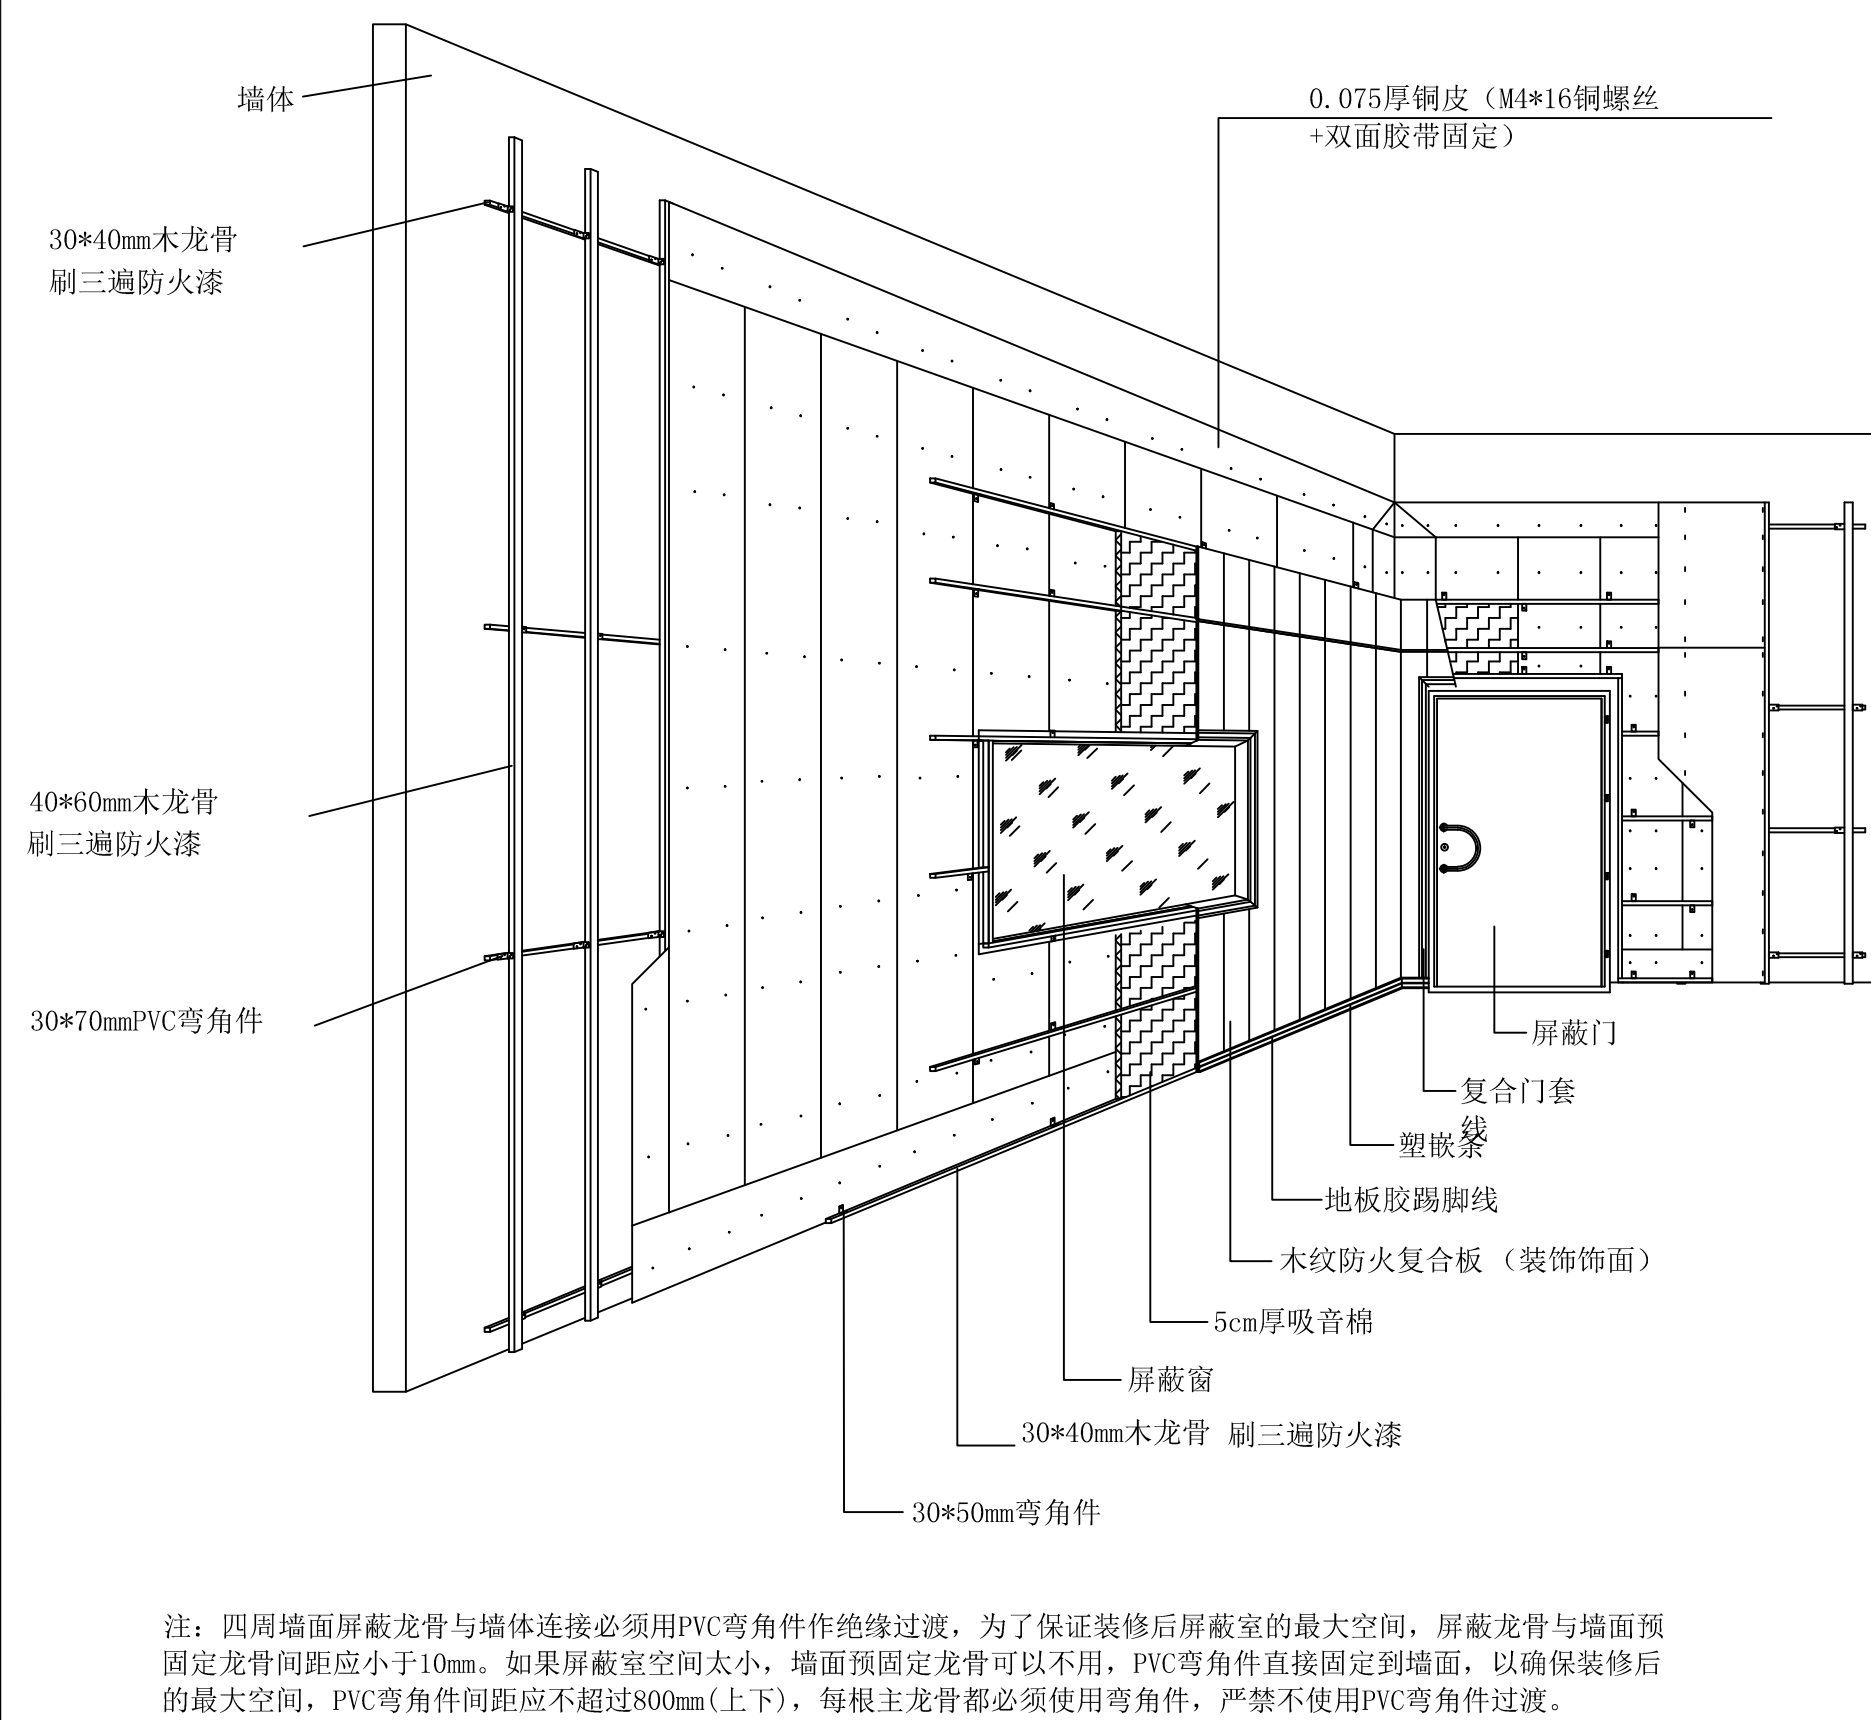 墙体
0.075厚铜皮（M4*16铜螺丝
+双面胶带固定）
30*40mm木龙骨
刷三遍防火漆
40*60mm木龙骨
刷三遍防火漆
30*70mmPVC弯角件
屏蔽门
复合门套
线
塑嵌条
地板胶踢脚线
木纹防火复合板（装饰饰面）
5cm厚吸音棉
屏蔽窗
30*40mm木龙骨 刷三遍防火漆
30*50mm弯角件
注：四周墙面屏蔽龙骨与墙体连接必须用PVC弯角件作绝缘过渡，为了保证装修后屏蔽室的最大空间，屏蔽龙骨与墙面预
固定龙骨间距应小于10mm。如果屏蔽室空间太小，墙面预固定龙骨可以不用，PVC弯角件直接固定到墙面，以确保装修后
的最大空间，PVC弯角件间距应不超过800mm(上下)，每根主龙骨都必须使用弯角件，严禁不使用PVC弯角件过渡。